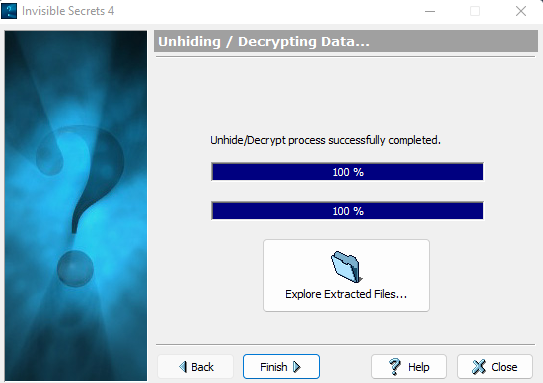 Invisible Secrets 4
Unhiding / Decrypting Data...
Unhide/Decrypt process successfully completed.
100 %
100 %
Explore Extracted Files...
Back
Finish
Help
Close